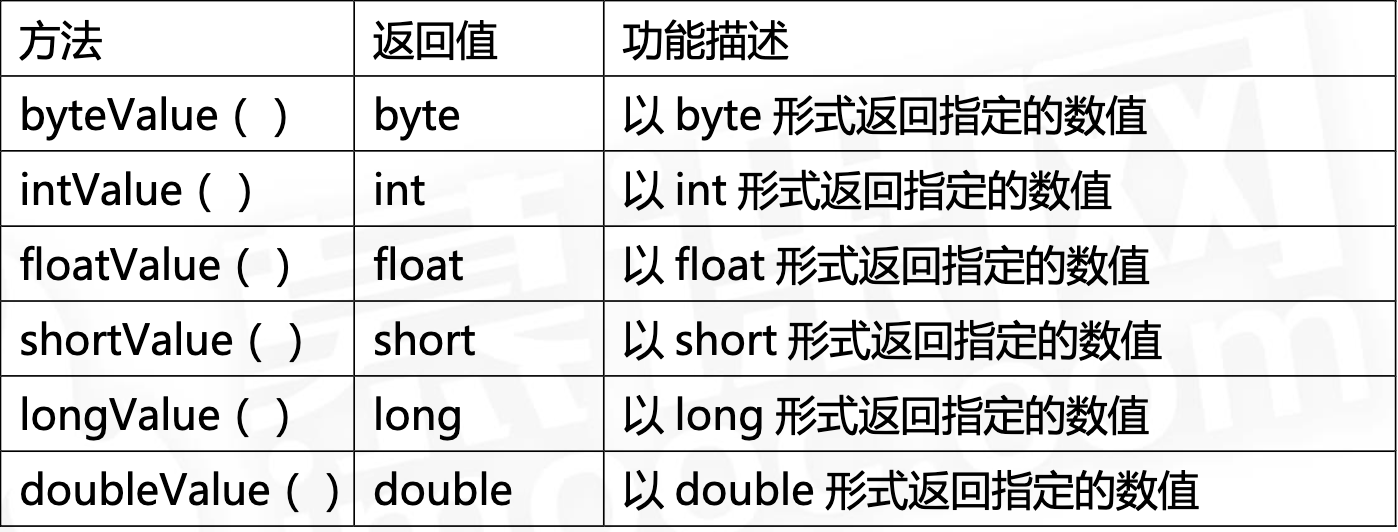 方法 返回值 功能描述
byteValue（ ） byte 以 byte 形式返回指定的数值
intValue（ ） int 以 int 形式返回指定的数值
floatValue（ ） float 以 float 形式返回指定的数值
shortValue（ ） short 以 short 形式返回指定的数值
longValue（ ） long 以 long 形式返回指定的数值
doubleValue（ ） double 以 double 形式返回指定的数值